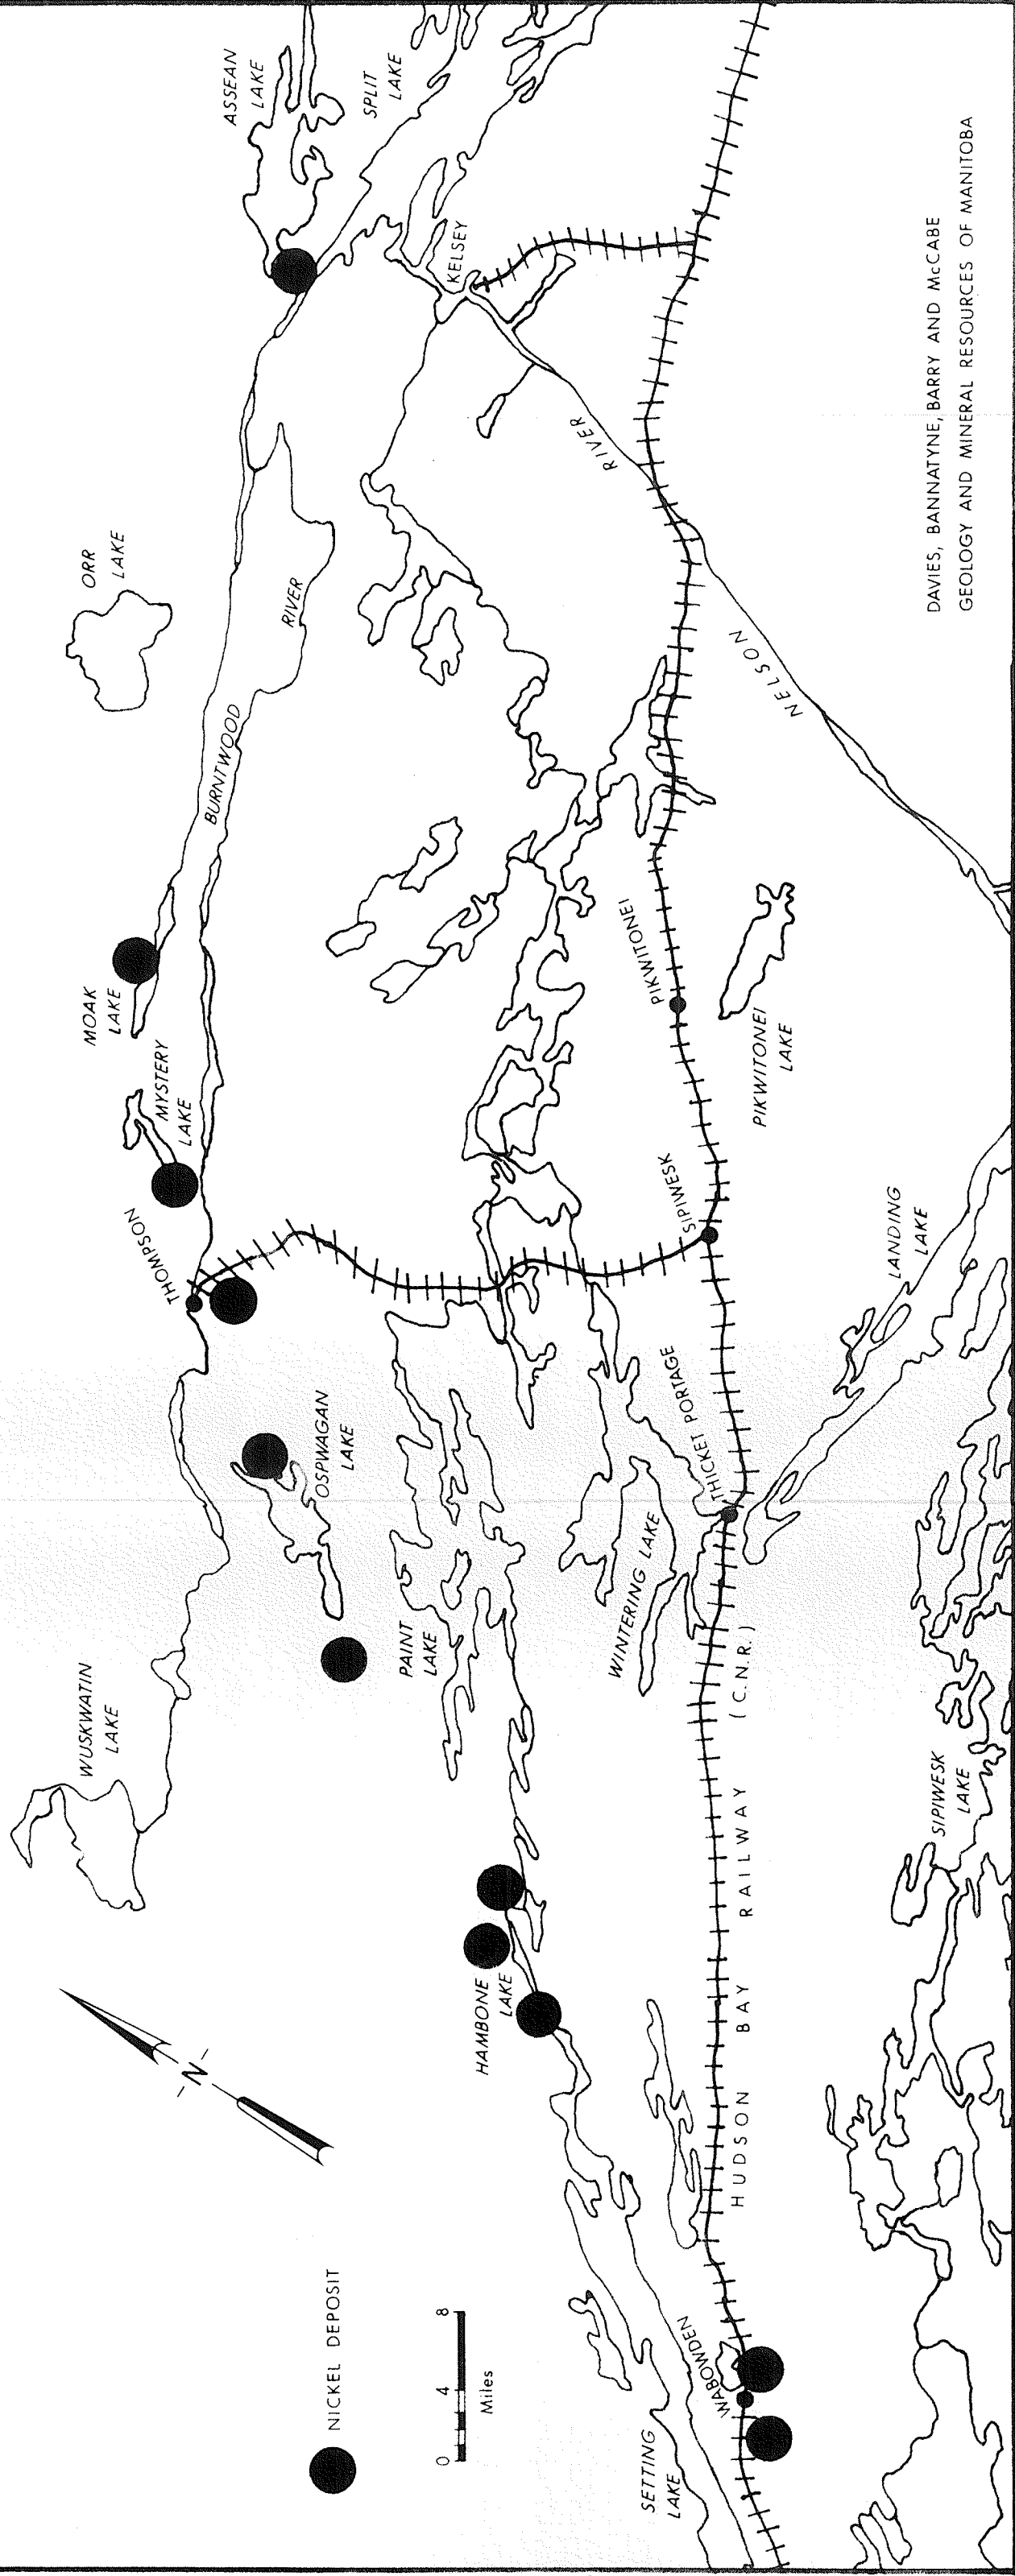 ASSEAN
LAKE
SPLIT
LAKE
KELSEY
ORR
LAKE
RIVER
BURNTWOOD
RIVER
NELSON
MOAK
LAKE
MYSTERY
LAKE
THOMPSON
PIKWITONEI
PIKWITONEI
LAKE
SIPIWESK
LANDING
LAKE
OSPWAGAN
LAKE
THICKET PORTAGE
WINTERING LAKE
PAINT
LAKE
WUSKWATIN
LAKE
SIPIWESK
LAKE
HAMBONE
LAKE
HUDSON BAY RAILWAY (C.N.R.)
-N-
WABOWDEN
SETTING
LAKE
NICKEL DEPOSIT
0 4 8
Miles
DAVIES, BANNATYNE, BARRY AND McCABE
GEOLOGY AND MINERAL RESOURCES OF MANITOBA